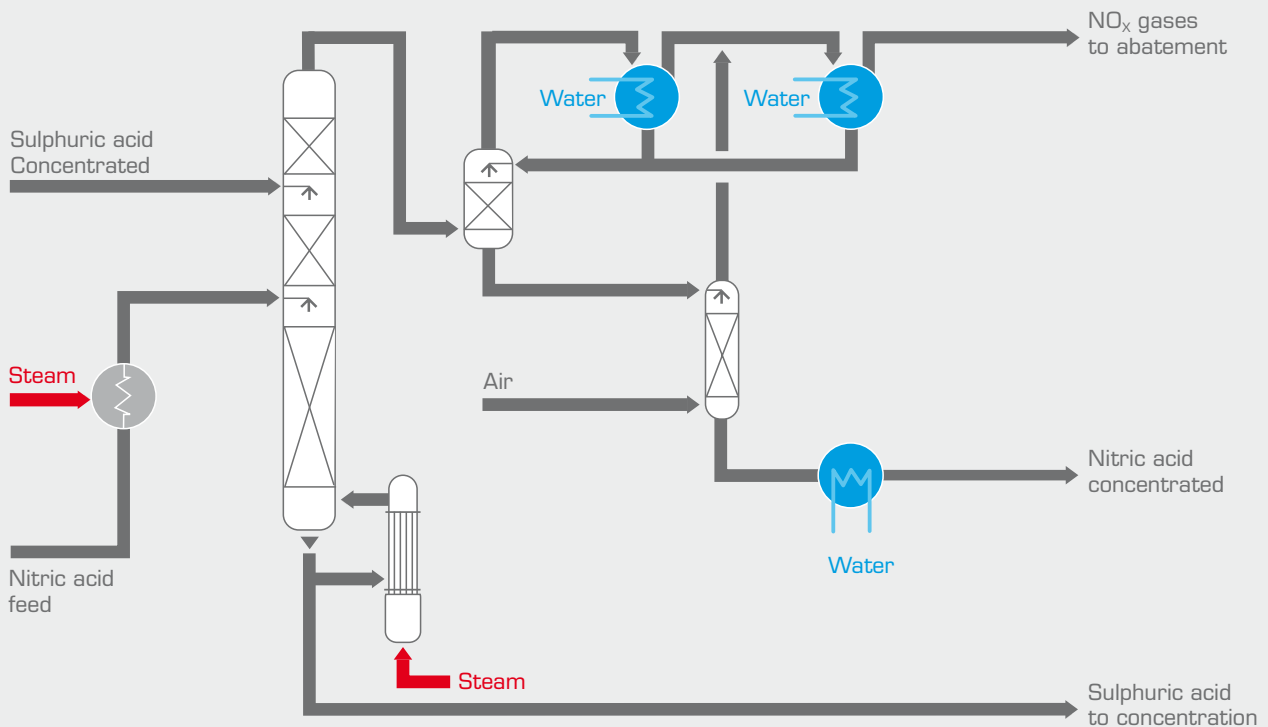 NOₓ gases
to abatement
Water
Water
Sulphuric acid
Concentrated
Steam
Air
Nitric acid
concentrated
Water
Nitric acid
feed
Steam
Sulphuric acid
to concentration